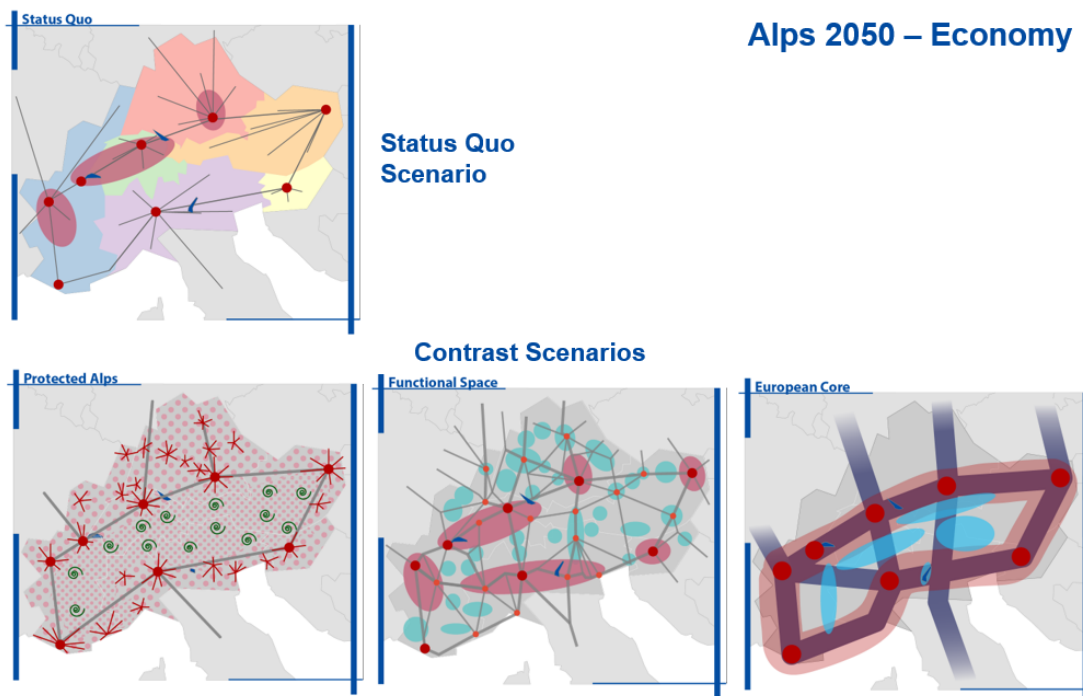 Status Quo
Alps 2050 – Economy
Status Quo
Scenario
Contrast Scenarios
Protected Alps
Functional Space
European Core